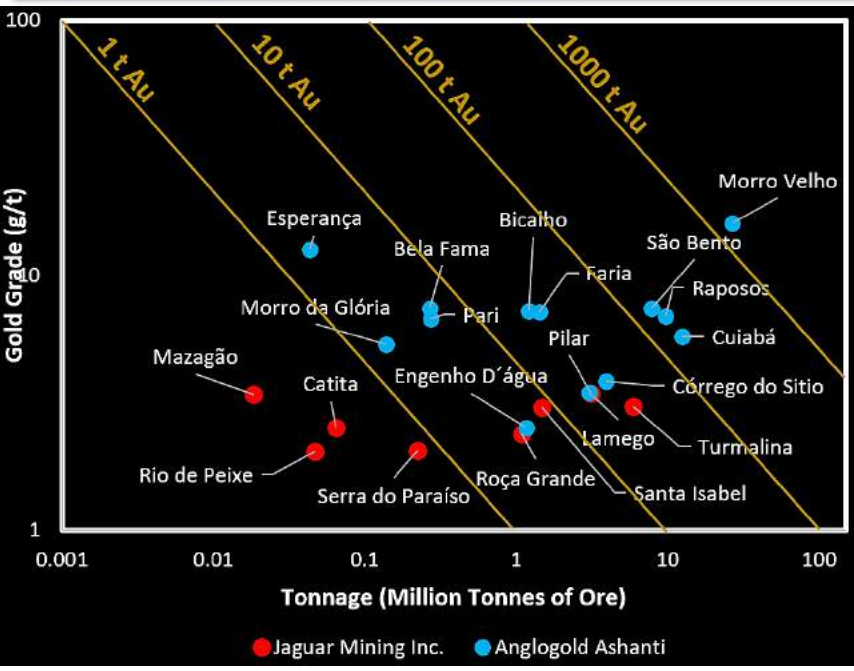 100
1 t Au
10 t Au
100 t Au
1000 t Au
Morro Velho
Esperança
Bicalho
São Bento
Bela Fama
10
Faria
Raposos
Morro da Glória
Pari
Pilar
Cuiabá
Mazagão
Catita
Engenho D´água
Córrego do Sitio
Lamego
Turmalina
Rio de Peixe
Serra do Paraíso
Roça Grande
Santa Isabel
1
Gold Grade (g/t)
0.001
0.01
0.1
1
10
100
Tonnage (Million Tonnes of Ore)
Jaguar Mining Inc.
Anglogold Ashanti